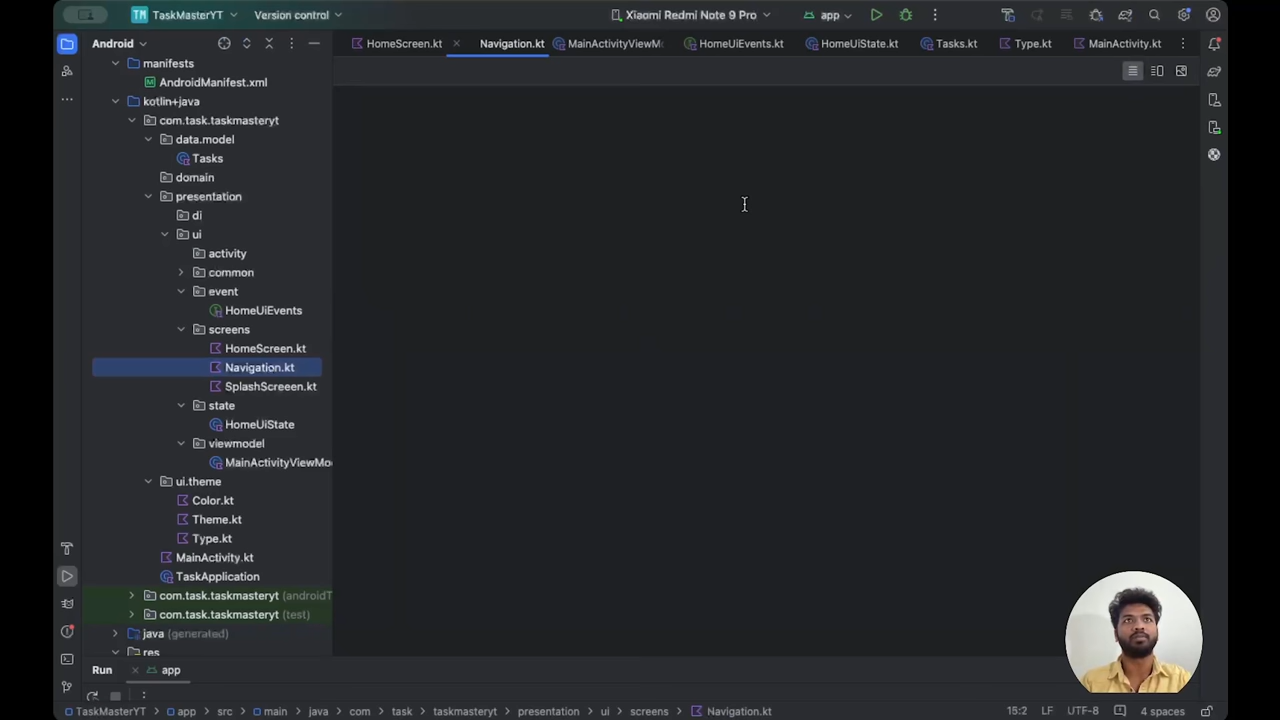 TM TaskMasterYT Version control Xiaomi Redmi Note 9 Pro app
Android HomeScreen.kt Navigation.kt MainActivityViewM HomeUiEvents.kt HomeUiState.kt Tasks.kt Type.kt MainActivity.kt
manifests
AndroidManifest.xml
kotlin+java
com.task.taskmasteryt
data.model
Tasks
domain
presentation
di
ui
activity
common
event
HomeUiEvents
screens
HomeScreen.kt
Navigation.kt
SplashScreeen.kt
state
HomeUiState
viewmodel
MainActivityViewMo
ui.theme
Color.kt
Theme.kt
Type.kt
MainActivity.kt
TaskApplication
com.task.taskmasteryt (androidT
com.task.taskmasteryt (test)
java (generated)
res
Run app
TaskMasterYT > app > src > main > java > com > task > taskmasteryt > presentation > ui > screens > Navigation.kt 15:2 LF UTF-8 4 spaces